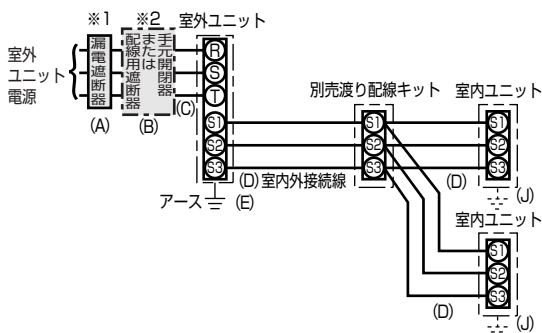 ※1
※2
室外ユニット
室外
ユニット
電源
漏電遮断器
手元開閉器
または
配線用遮断器
R
S
T
S1
S2
S3
(A)
(B)
(C)
(D)室内外接続線
アース
(E)
別売渡り配線キット
S1
S2
S3
室内ユニット
S1
S2
S3
(D)
(J)
室内ユニット
S1
S2
S3
(D)
(J)